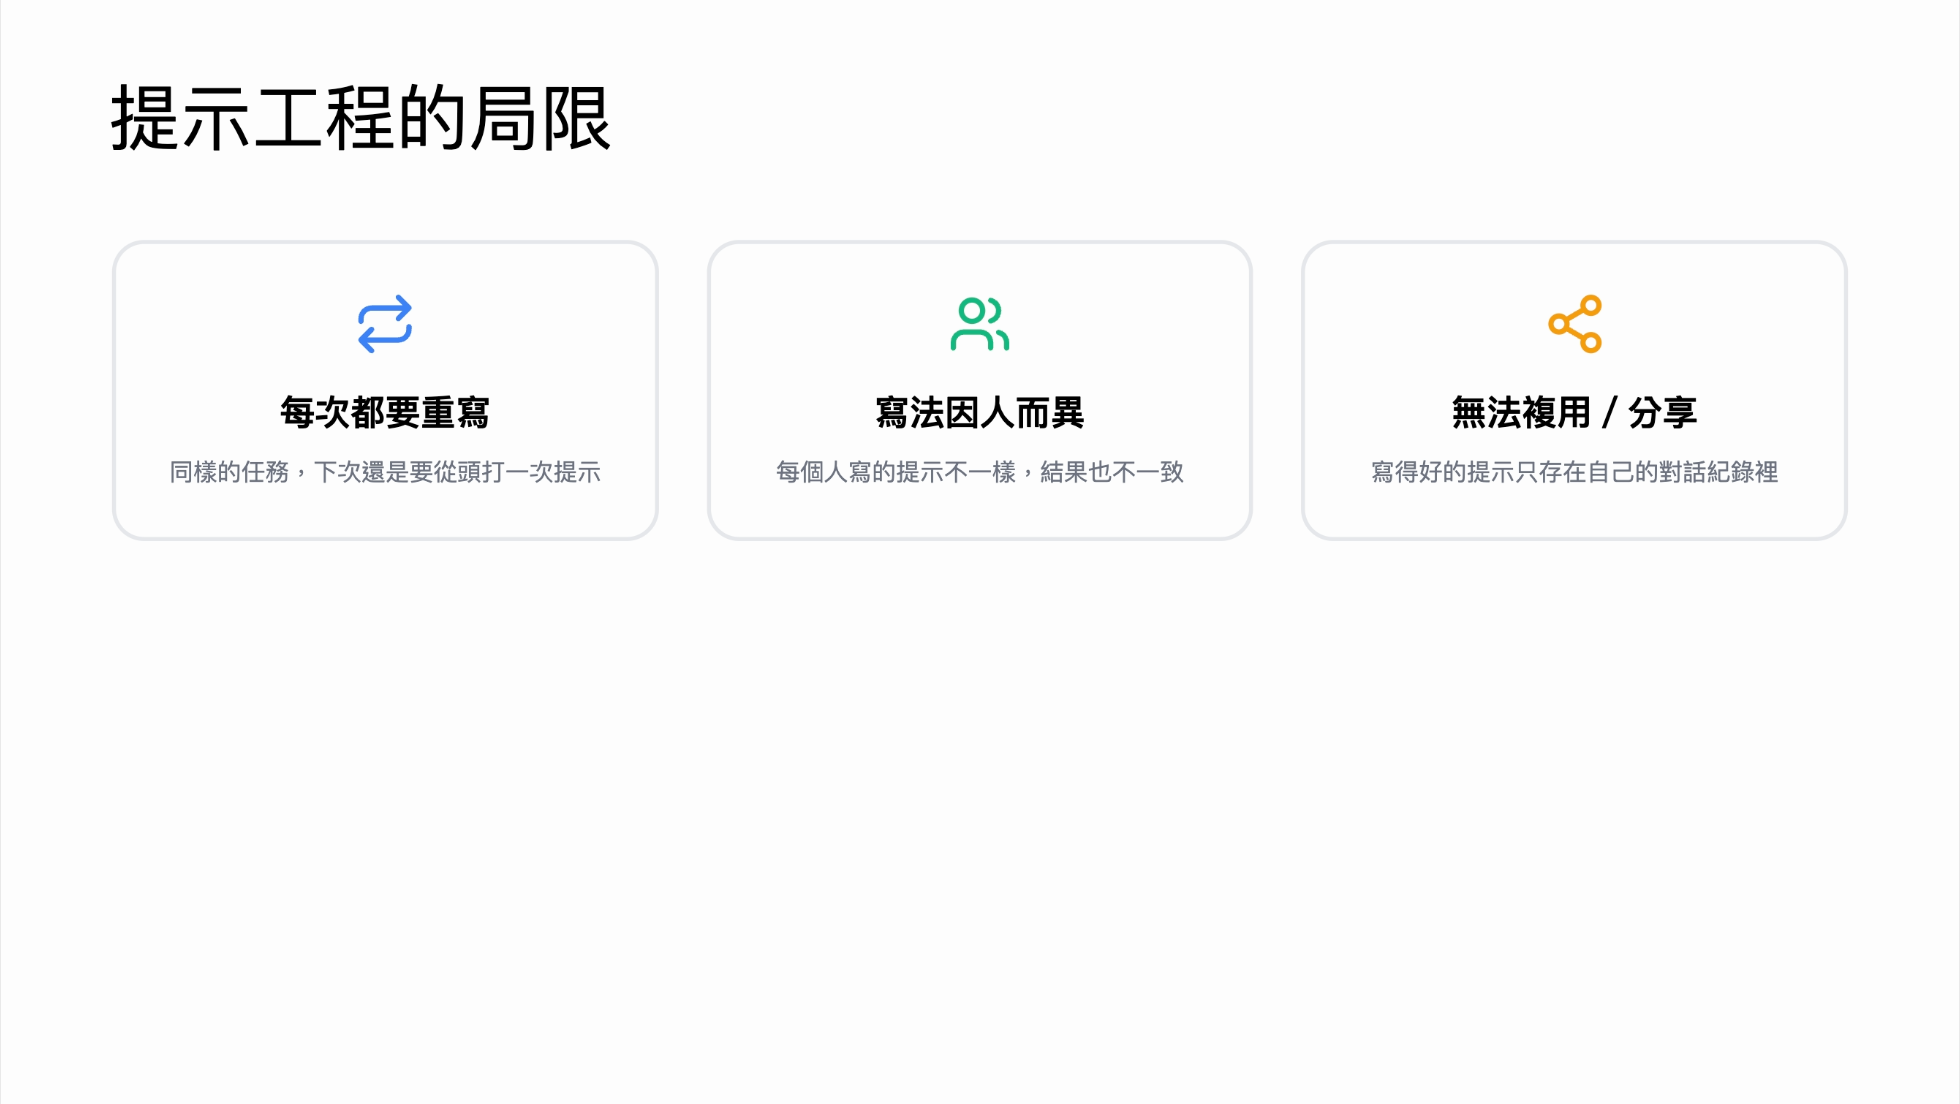 提示工程的局限
每次都要重寫
同樣的任務，下次還是要從頭打一次提示
寫法因人而異
每個人寫的提示不一樣，結果也不一致
無法複用 / 分享
寫得好的提示只存在自己的對話紀錄裡